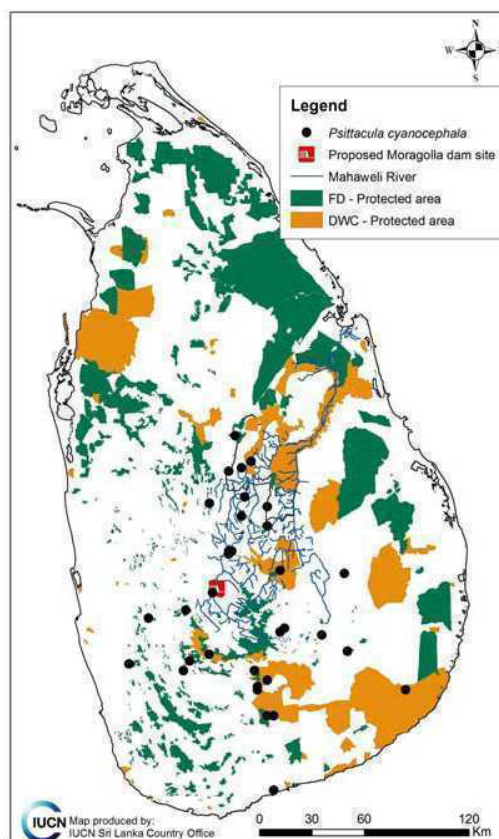 N
W
E
S
Legend
Psittacula cyanocephala
Proposed Moragolla dam site
Mahaweli River
FD - Protected area
DWC - Protected area
IUCN
Map produced by:
IUCN Sri Lanka Country Office
0 30 60 120
Km